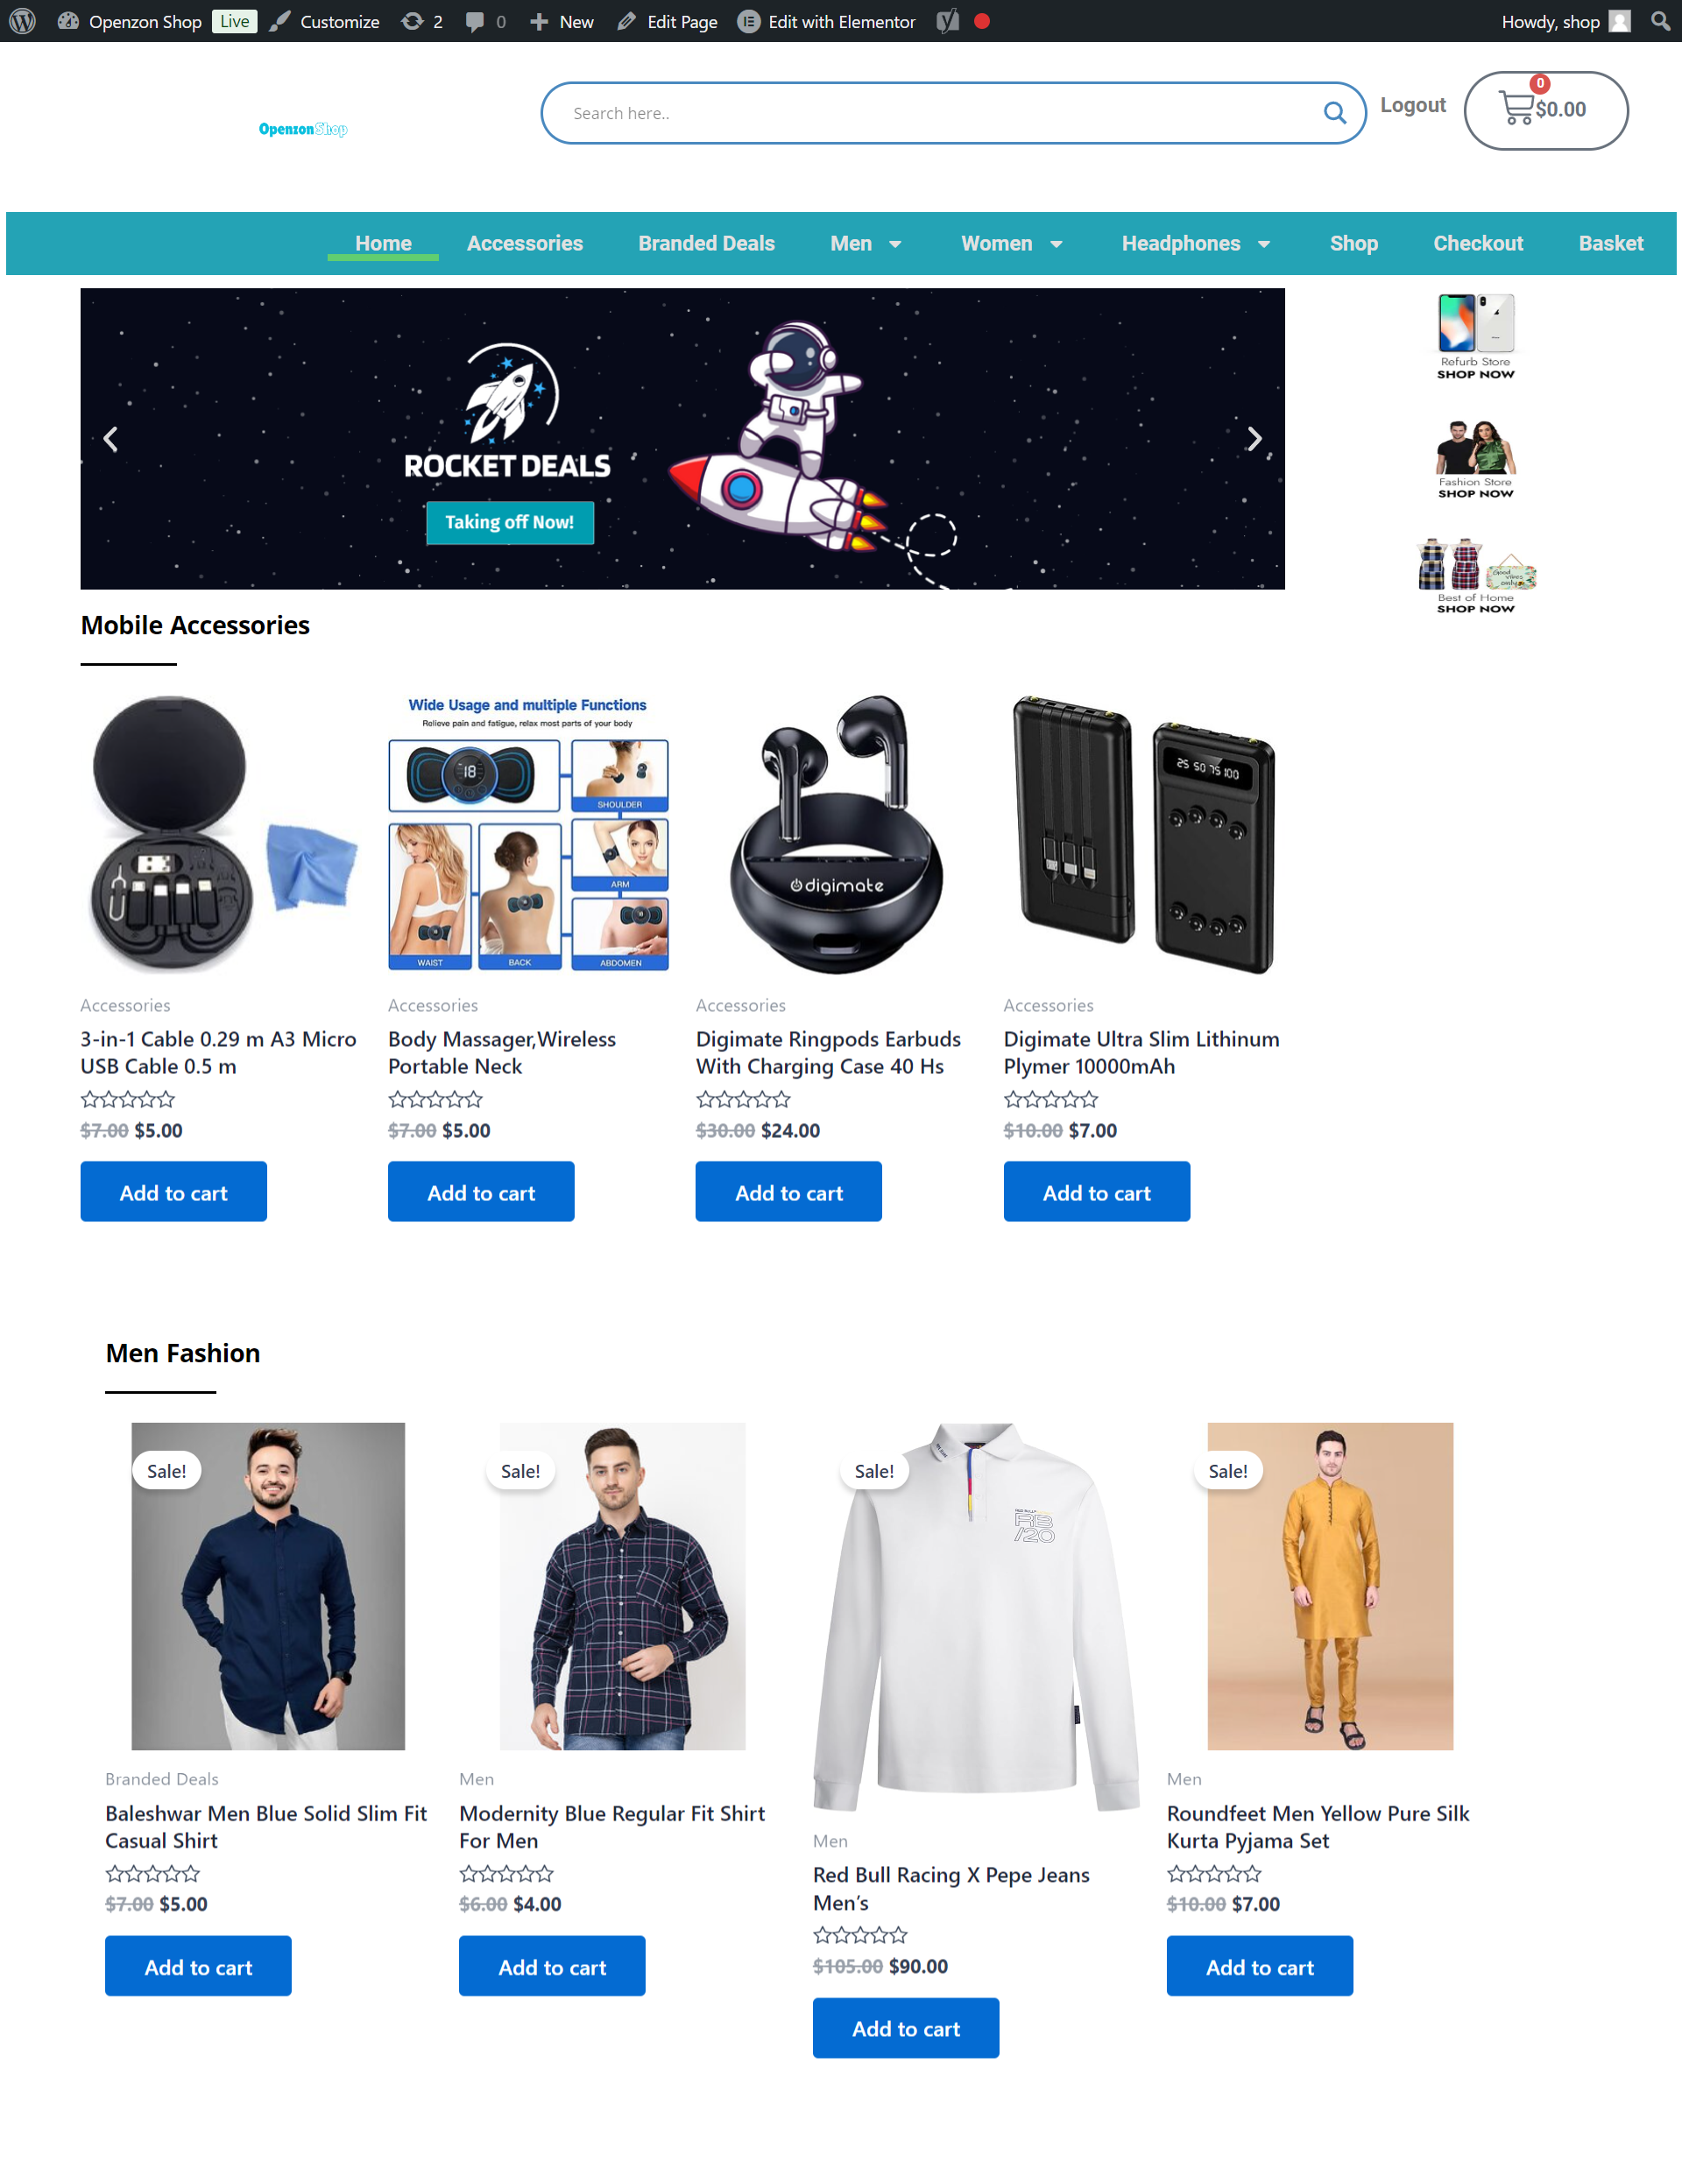 Openzon Shop Live Customize 2 0 New Edit Page Edit with Elementor Howdy, shop
OpenzonShop
Search here..
Logout
0
$0.00
Home Accessories Branded Deals Men Women Headphones Shop Checkout Basket
ROCKET DEALS
Taking off Now!
Refurb Store
SHOP NOW
Fashion Store
SHOP NOW
Good vibes only
Best of Home
SHOP NOW
Mobile Accessories
Wide Usage and multiple Functions
Relieve pain and fatigue, relax most parts of your body
18
SHOULDER
ARM
WAIST
BACK
ABDOMEN
digimate
25 50 75 100
Accessories
3-in-1 Cable 0.29 m A3 Micro
USB Cable 0.5 m
$7.00 $5.00
Add to cart
Accessories
Body Massager,Wireless
Portable Neck
$7.00 $5.00
Add to cart
Accessories
Digimate Ringpods Earbuds
With Charging Case 40 Hs
$30.00 $24.00
Add to cart
Accessories
Digimate Ultra Slim Lithinum
Plymer 10000mAh
$10.00 $7.00
Add to cart
Men Fashion
Sale!
Branded Deals
Baleshwar Men Blue Solid Slim Fit
Casual Shirt
$7.00 $5.00
Add to cart
Sale!
Men
Modernity Blue Regular Fit Shirt
For Men
$6.00 $4.00
Add to cart
Sale!
RB
/20
Men
Red Bull Racing X Pepe Jeans
Men’s
$105.00 $90.00
Add to cart
Sale!
Men
Roundfeet Men Yellow Pure Silk
Kurta Pyjama Set
$10.00 $7.00
Add to cart